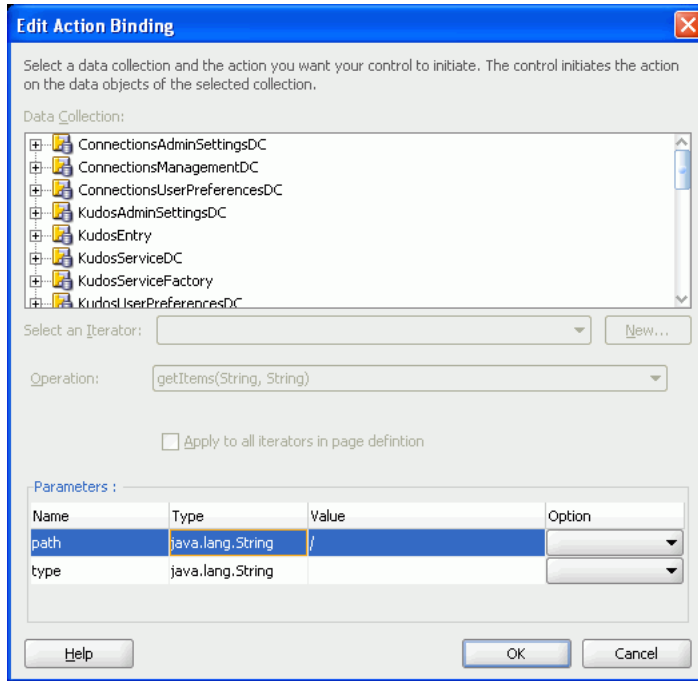 Edit Action Binding
Select a data collection and the action you want your control to initiate. The control initiates the action
on the data objects of the selected collection.
Data Collection:
ConnectionsAdminSettingsDC
ConnectionsManagementDC
ConnectionsUserPreferencesDC
KudosAdminSettingsDC
KudosEntry
KudosServiceDC
KudosServiceFactory
KudosUserPreferencesDC
Select an Iterator: New...
Operation: getItems(String, String)
Apply to all iterators in page defintion
Parameters :
Name Type Value Option
path java.lang.String /
type java.lang.String
Help OK Cancel